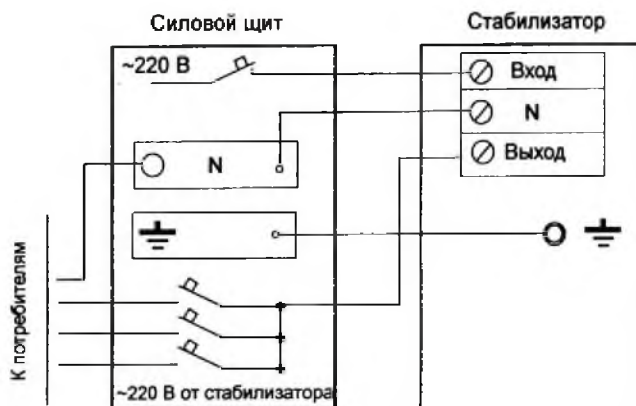 Силовой щит
Стабилизатор
~220 В
Вход
N
N
Выход
К потребителям
~220 В от стабилизатора